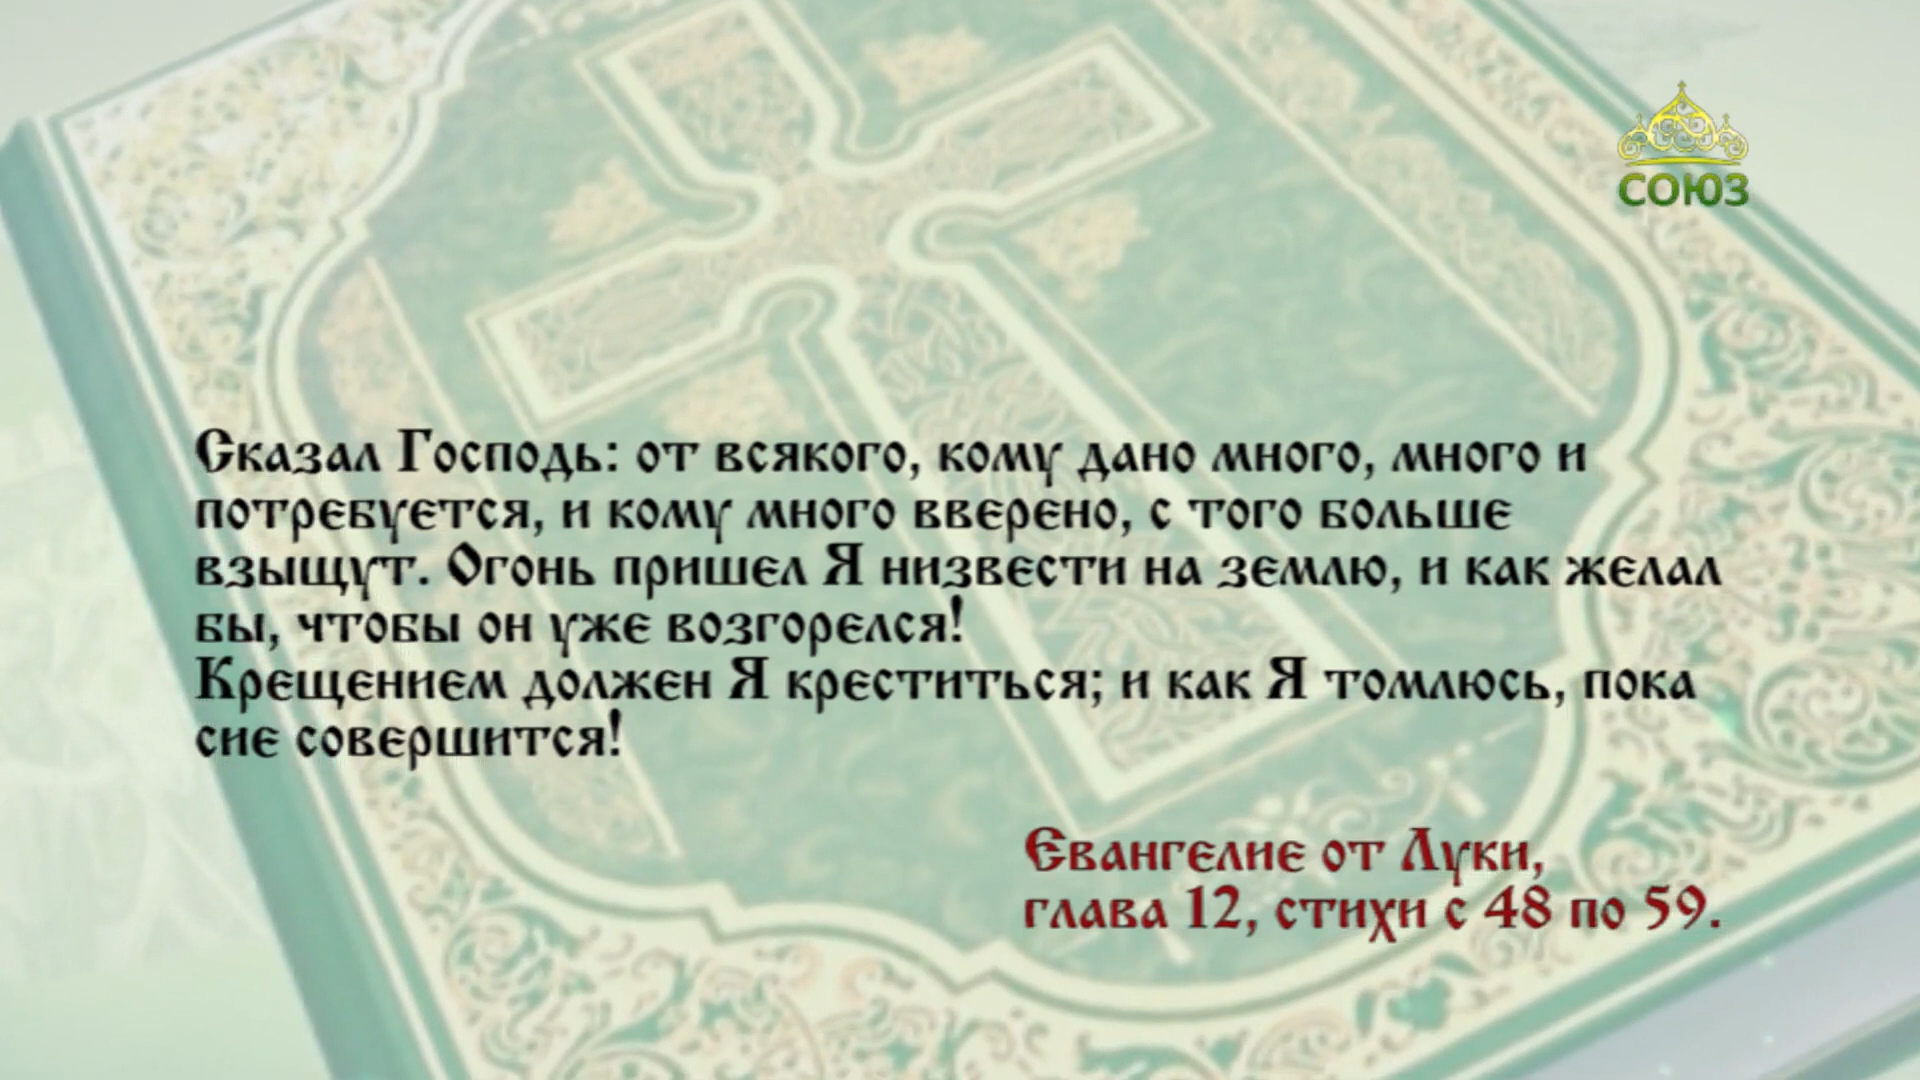 СОЮЗ
Сказал Господь: от всякого, кому дано много, много и
потребуется, и кому много вверено, с того больше
взыщут. Огонь пришел Я низвести на землю, и как желал
бы, чтобы он уже возгорелся!
Крещением должен Я креститься; и как Я томлюсь, пока
сие совершится!
Евангелие от Луки,
глава 12, стихи с 48 по 59.